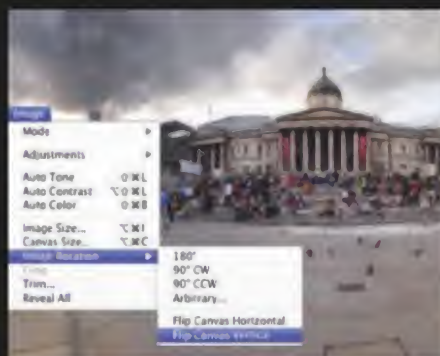 Image
Mode
Adjustments
Auto Tone ⇧⌘L
Auto Contrast ⌥⇧⌘L
Auto Color ⇧⌘B
Image Size... ⌥⌘I
Canvas Size... ⌥⌘C
Image Rotation
180°
90° CW
90° CCW
Arbitrary...
Flip Canvas Horizontal
Flip Canvas Vertical
Crop
Trim...
Reveal All